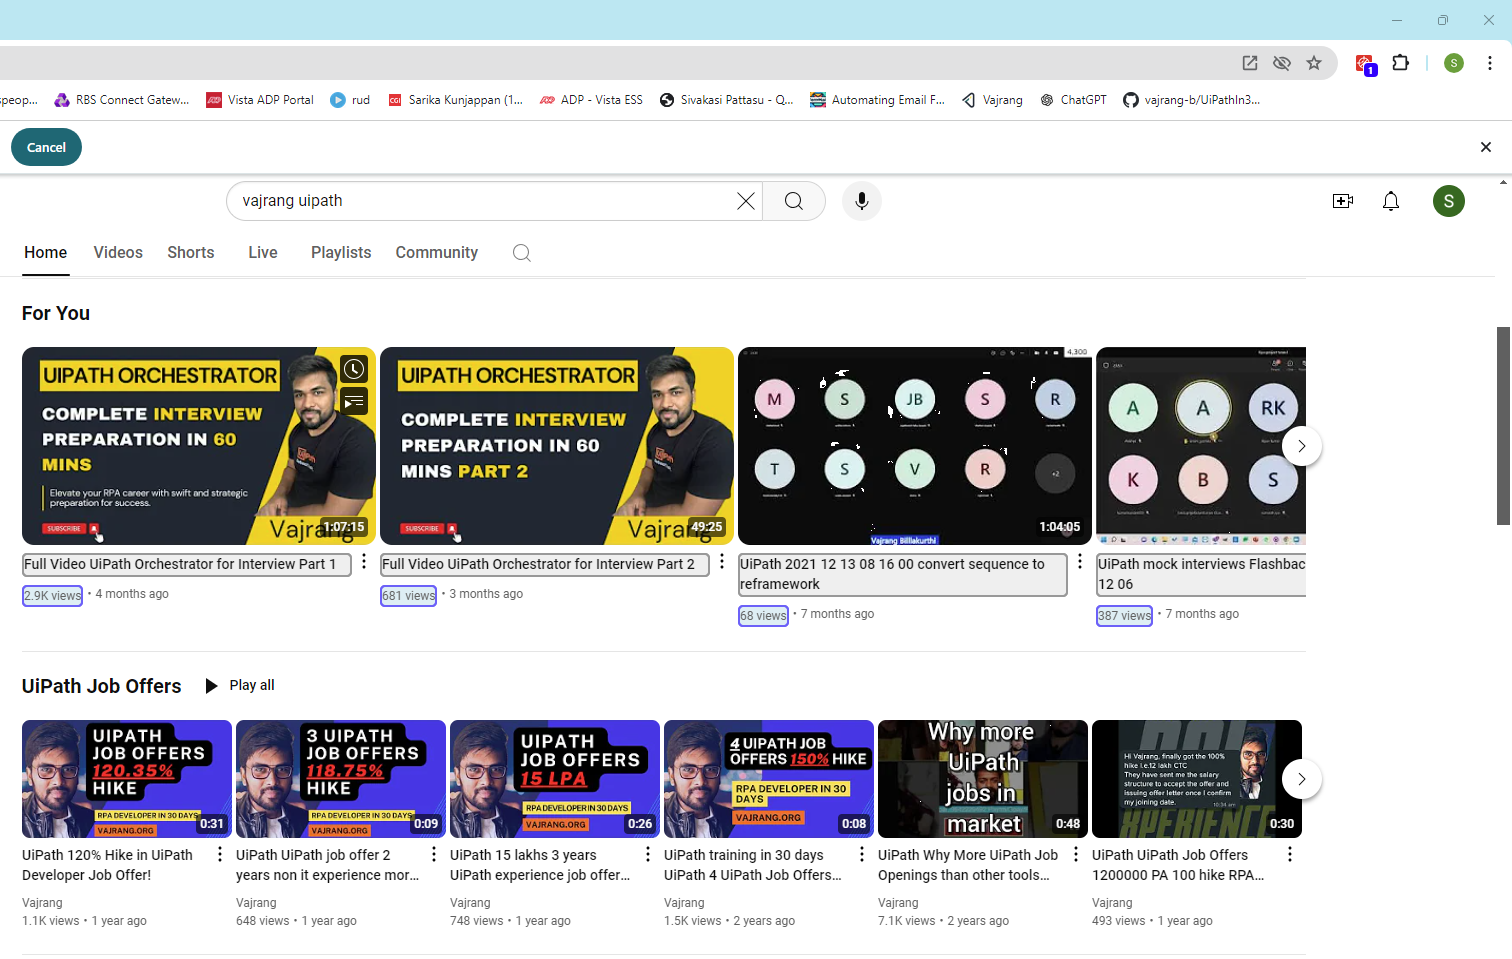 speop...
RBS Connect Gatew...
Vista ADP Portal
rud
Sarika Kunjappan (1...
ADP - Vista ESS
Sivakasi Pattasu - Q...
Automating Email F...
Vajrang
ChatGPT
vajrang-b/UiPathIn3...
1
S
Cancel
vajrang uipath
S
Home
Videos
Shorts
Live
Playlists
Community
For You
UIPATH ORCHESTRATOR
COMPLETE INTERVIEW
PREPARATION IN 60
MINS
Elevate your RPA career with swift and strategic
preparation for success.
SUBSCRIBE
Vajrang
1:07:15
UIPATH ORCHESTRATOR
COMPLETE INTERVIEW
PREPARATION IN 60
MINS PART 2
SUBSCRIBE
Vajrang
49:25
4,300
M
S
JB
S
R
T
S
V
R
+2
Vajrang Billlakurthi
1:04:05
A
A
RK
K
B
S
Full Video UiPath Orchestrator for Interview Part 1
2.9K views • 4 months ago
Full Video UiPath Orchestrator for Interview Part 2
681 views • 3 months ago
UiPath 2021 12 13 08 16 00 convert sequence to
reframework
68 views • 7 months ago
UiPath mock interviews Flashbac
12 06
387 views • 7 months ago
UiPath Job Offers
Play all
UIPATH
JOB OFFERS
120.35%
HIKE
RPA DEVELOPER IN 30 DAYS
VAJRANG.ORG
0:31
3 UIPATH
JOB OFFERS
118.75%
HIKE
RPA DEVELOPER IN 30 DAYS
VAJRANG.ORG
0:09
UIPATH
JOB OFFERS
15 LPA
RPA DEVELOPER IN 30 DAYS
VAJRANG.ORG
0:26
4 UIPATH JOB
OFFERS 150% HIKE
RPA DEVELOPER IN 30
DAYS
VAJRANG.ORG
0:08
Why more
UiPath
jobs in
market
0:48
Hi Vajrang, finally got the 100%
hike I.e.12 lakh CTC
They have sent me the salary
structure to accept the offer and
issuing offer letter once I confirm
my joining date.
10:34 am
XPERIENCE
0:30
UiPath 120% Hike in UiPath
Developer Job Offer!
Vajrang
1.1K views • 1 year ago
UiPath UiPath job offer 2
years non it experience mor...
Vajrang
648 views • 1 year ago
UiPath 15 lakhs 3 years
UiPath experience job offer...
Vajrang
748 views • 1 year ago
UiPath training in 30 days
UiPath 4 UiPath Job Offers...
Vajrang
1.5K views • 2 years ago
UiPath Why More UiPath Job
Openings than other tools...
Vajrang
7.1K views • 2 years ago
UiPath UiPath Job Offers
1200000 PA 100 hike RPA...
Vajrang
493 views • 1 year ago